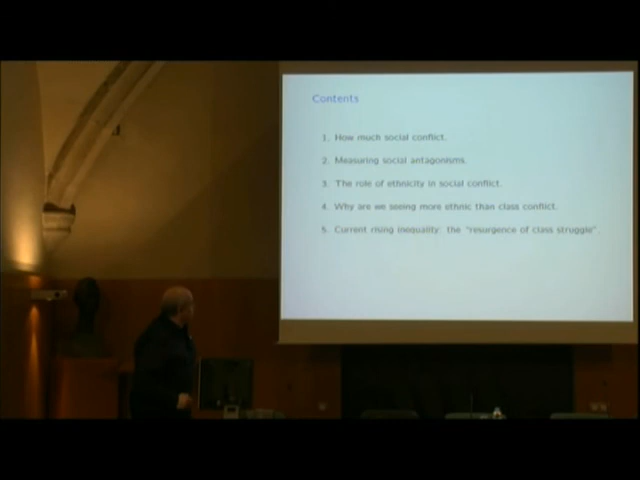 Contents
1. How much social conflict.
2. Measuring social antagonisms.
3. The role of ethnicity in social conflict.
4. Why are we seeing more ethnic than class conflict.
5. Current rising inequality: the "resurgence of class struggle".